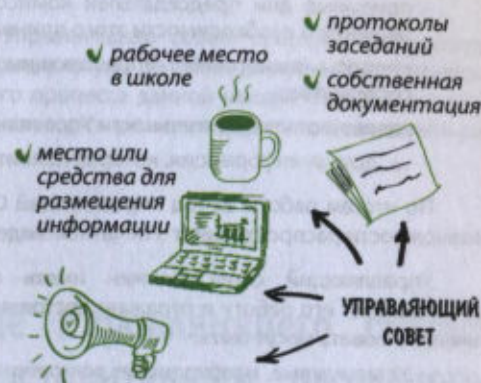 протоколы
заседаний
собственная
документация
рабочее место
в школе
место или
средства для
размещения
информации
УПРАВЛЯЮЩИЙ
СОВЕТ